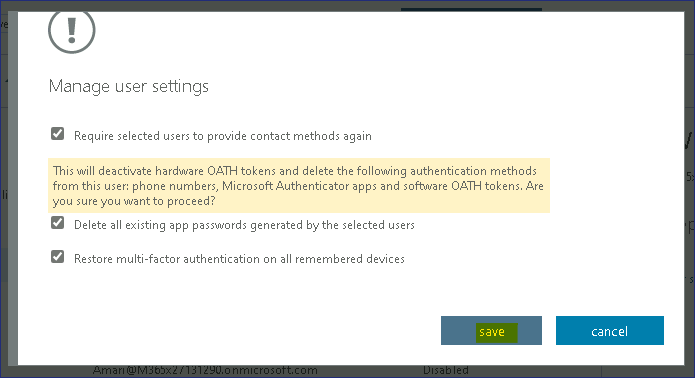 Manage user settings
Require selected users to provide contact methods again
This will deactivate hardware OATH tokens and delete the following authentication methods
from this user: phone numbers, Microsoft Authenticator apps and software OATH tokens. Are
you sure you want to proceed?
Delete all existing app passwords generated by the selected users
Restore multi-factor authentication on all remembered devices
save
cancel
Amari@M365x27131290.onmicrosoft.com
Disabled